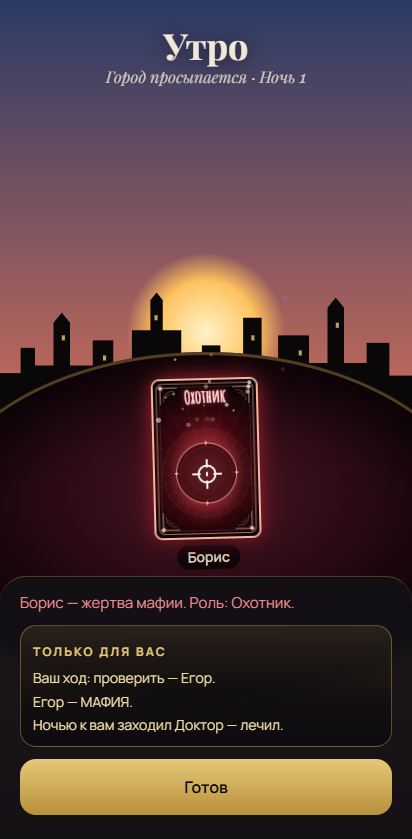 Утро
Город просыпается · Ночь 1
Охотник
Борис
Борис — жертва мафии. Роль: Охотник.
ТОЛЬКО ДЛЯ ВАС
Ваш ход: проверить — Егор.
Егор — МАФИЯ.
Ночью к вам заходил Доктор — лечил.
Готов